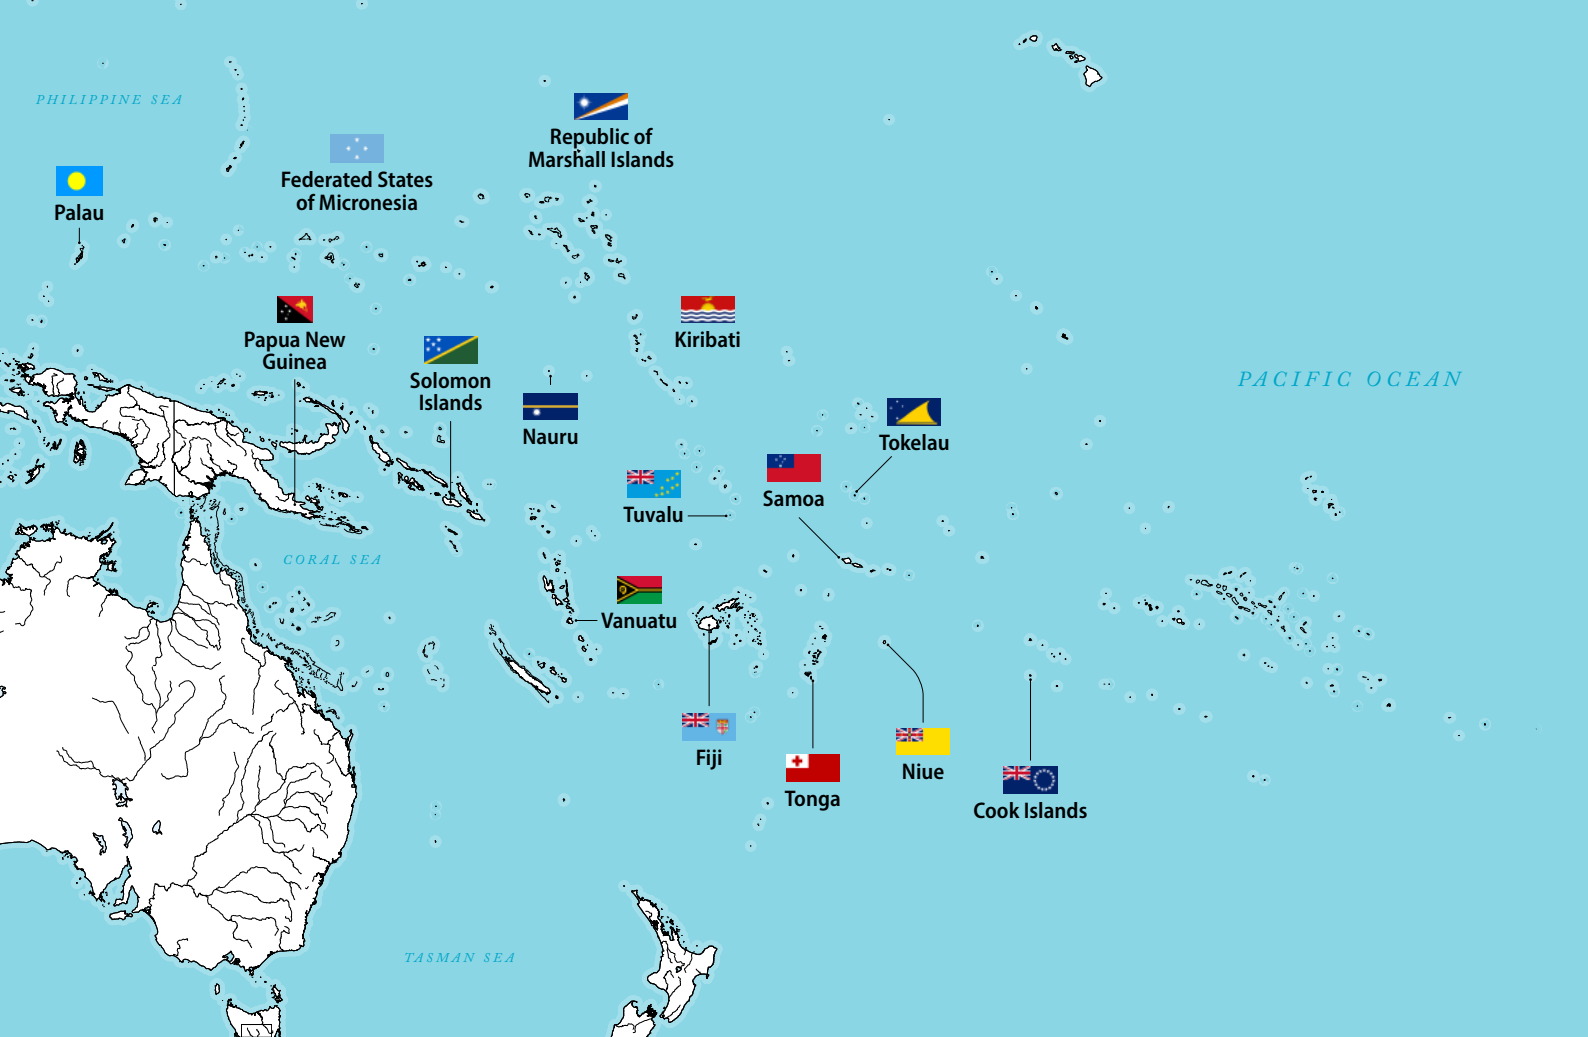 PHILIPPINE SEA
Republic of
Marshall Islands
Federated States
of Micronesia
Palau
Papua New
Guinea
Kiribati
Solomon
Islands
PACIFIC OCEAN
Nauru
Tokelau
Samoa
Tuvalu
CORAL SEA
Vanuatu
Fiji
Niue
Tonga
Cook Islands
TASMAN SEA